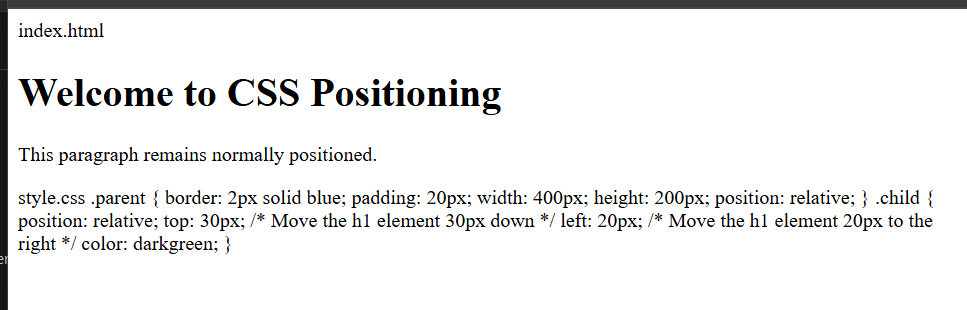 index.html
Welcome to CSS Positioning
This paragraph remains normally positioned.
style.css .parent { border: 2px solid blue; padding: 20px; width: 400px; height: 200px; position: relative; } .child {
position: relative; top: 30px; /* Move the h1 element 30px down */ left: 20px; /* Move the h1 element 20px to the
right */ color: darkgreen; }
er